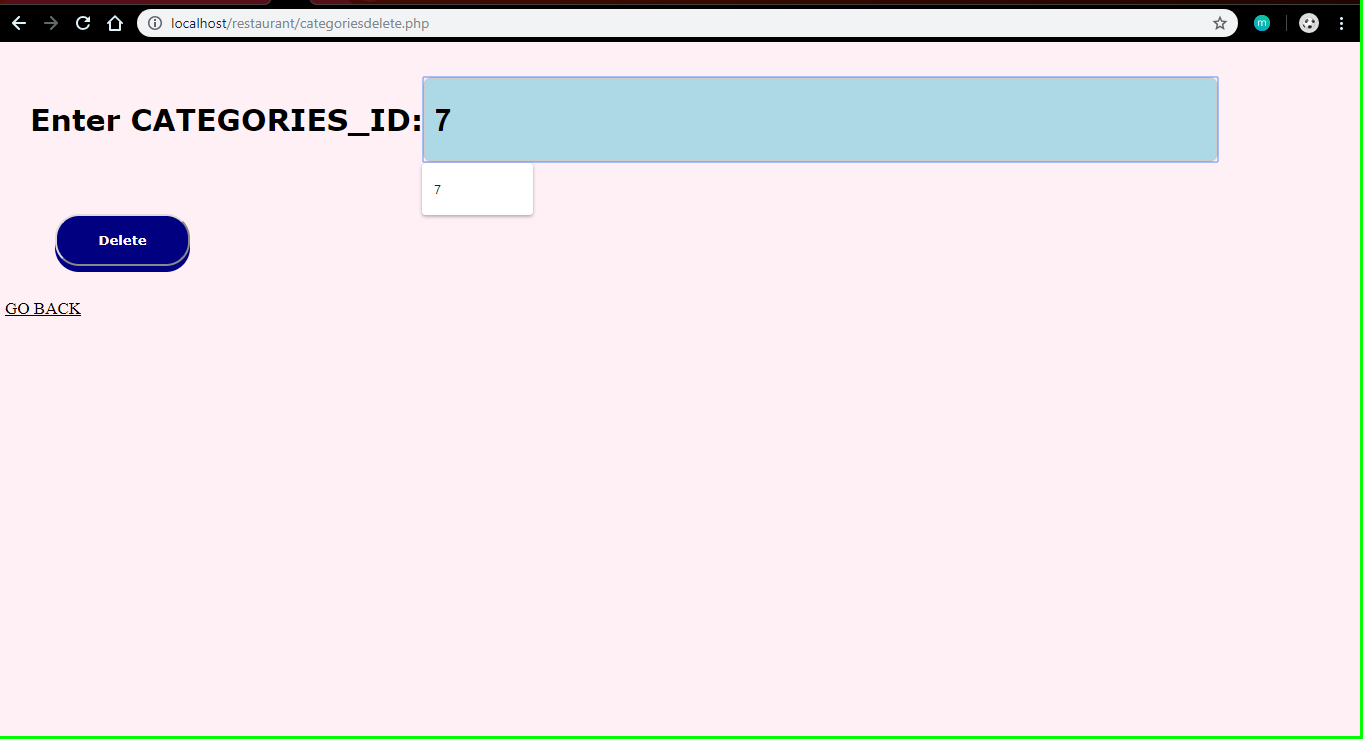 localhost/restaurant/categoriesdelete.php
m
Enter CATEGORIES_ID: 7
7
Delete
GO BACK